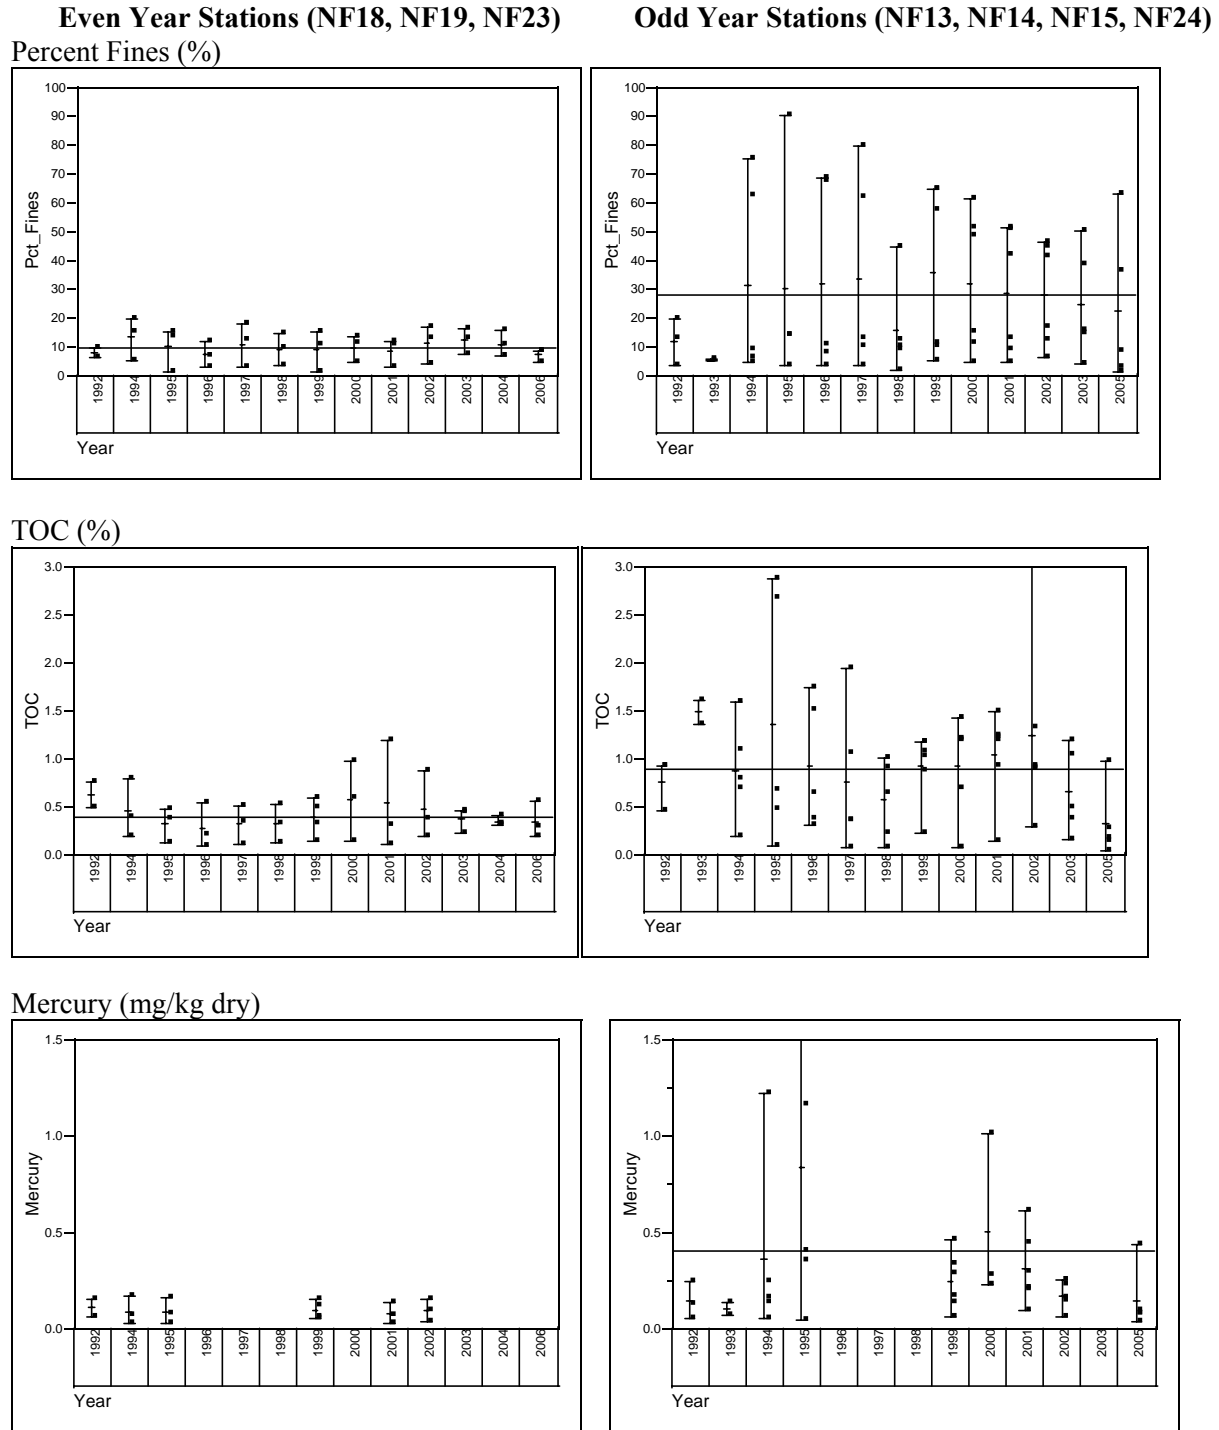 Even Year Stations (NF18, NF19, NF23) Odd Year Stations (NF13, NF14, NF15, NF24)
Percent Fines (%)
100
90
80
70
60
50
40
30
20
10
0
Pct_Fines
1992 1994 1995 1996 1997 1998 1999 2000 2001 2002 2003 2004 2006
Year
100
90
80
70
60
50
40
30
20
10
0
Pct_Fines
1992 1993 1994 1995 1996 1997 1998 1999 2000 2001 2002 2003 2005
Year
TOC (%)
3.0
2.5
2.0
1.5
1.0
0.5
0.0
TOC
1992 1994 1995 1996 1997 1998 1999 2000 2001 2002 2003 2004 2006
Year
3.0
2.5
2.0
1.5
1.0
0.5
0.0
TOC
1992 1993 1994 1995 1996 1997 1998 1999 2000 2001 2002 2003 2005
Year
Mercury (mg/kg dry)
1.5
1.0
0.5
0.0
Mercury
1992 1994 1995 1996 1997 1998 1999 2000 2001 2002 2003 2004 2006
Year
1.5
1.0
0.5
0.0
Mercury
1992 1993 1994 1995 1996 1997 1998 1999 2000 2001 2002 2003 2005
Year